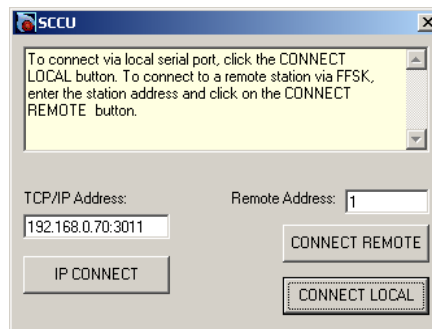 SCCU
To connect via local serial port, click the CONNECT
LOCAL button. To connect to a remote station via FFSK,
enter the station address and click on the CONNECT
REMOTE button.
TCP/IP Address:
Remote Address: 1
192.168.0.70:3011
CONNECT REMOTE
IP CONNECT
CONNECT LOCAL